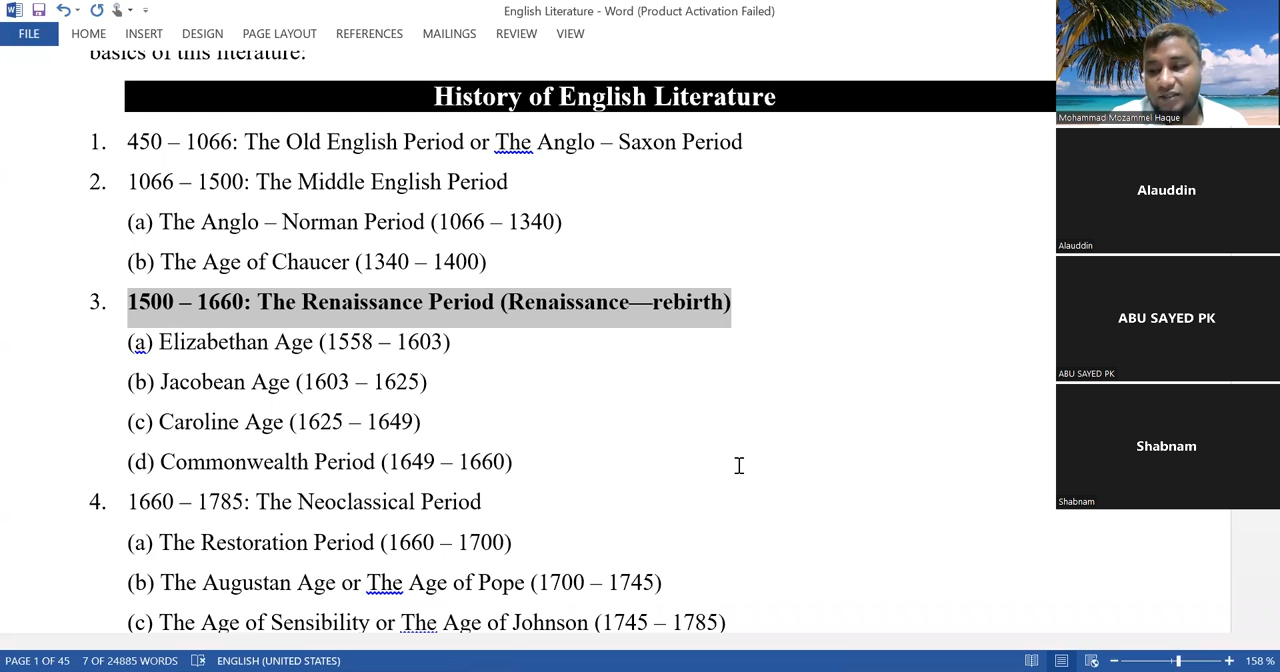 English Literature - Word (Product Activation Failed)
FILE HOME INSERT DESIGN PAGE LAYOUT REFERENCES MAILINGS REVIEW VIEW
basics of this literature.
History of English Literature
1. 450 – 1066: The Old English Period or The Anglo – Saxon Period
2. 1066 – 1500: The Middle English Period
(a) The Anglo – Norman Period (1066 – 1340)
(b) The Age of Chaucer (1340 – 1400)
3. 1500 – 1660: The Renaissance Period (Renaissance—rebirth)
(a) Elizabethan Age (1558 – 1603)
(b) Jacobean Age (1603 – 1625)
(c) Caroline Age (1625 – 1649)
(d) Commonwealth Period (1649 – 1660)
4. 1660 – 1785: The Neoclassical Period
(a) The Restoration Period (1660 – 1700)
(b) The Augustan Age or The Age of Pope (1700 – 1745)
(c) The Age of Sensibility or The Age of Johnson (1745 – 1785)
Mohammad Mozammel Haque
Alauddin
Alauddin
ABU SAYED PK
ABU SAYED PK
Shabnam
Shabnam
PAGE 1 OF 45 7 OF 24885 WORDS ENGLISH (UNITED STATES) 158 %